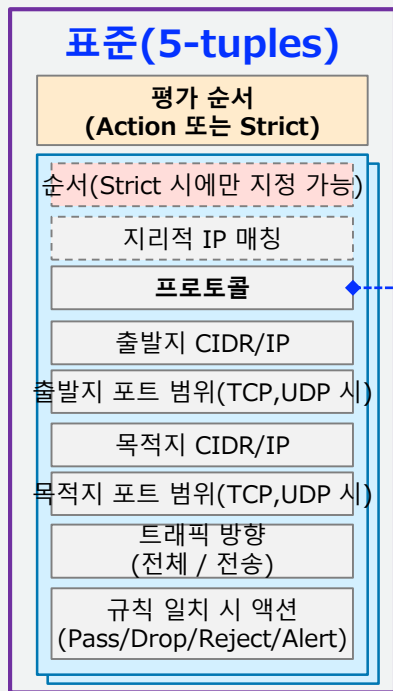 표준(5-tuples)
평가 순서
(Action 또는 Strict)
순서(Strict 시에만 지정 가능)
지리적 IP 매칭
프로토콜
출발지 CIDR/IP
출발지 포트 범위(TCP,UDP 시)
목적지 CIDR/IP
목적지 포트 범위(TCP,UDP 시)
트래픽 방향
(전체 / 전송)
규칙 일치 시 액션
(Pass/Drop/Reject/Alert)